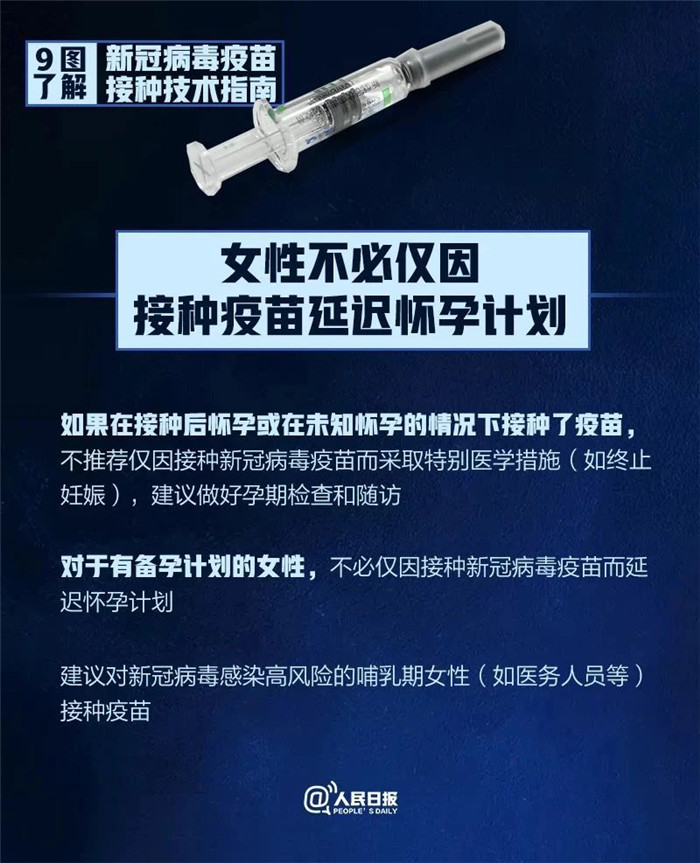 9图
了解
新冠病毒疫苗
接种技术指南
女性不必仅因
接种疫苗延迟怀孕计划
如果在接种后怀孕或在未知怀孕的情况下接种了疫苗，
不推荐仅因接种新冠病毒疫苗而采取特别医学措施（如终止
妊娠），建议做好孕期检查和随访
对于有备孕计划的女性，不必仅因接种新冠病毒疫苗而延
迟怀孕计划
建议对新冠病毒感染高风险的哺乳期女性（如医务人员等）
接种疫苗
@人民日报
PEOPLE'S DAILY